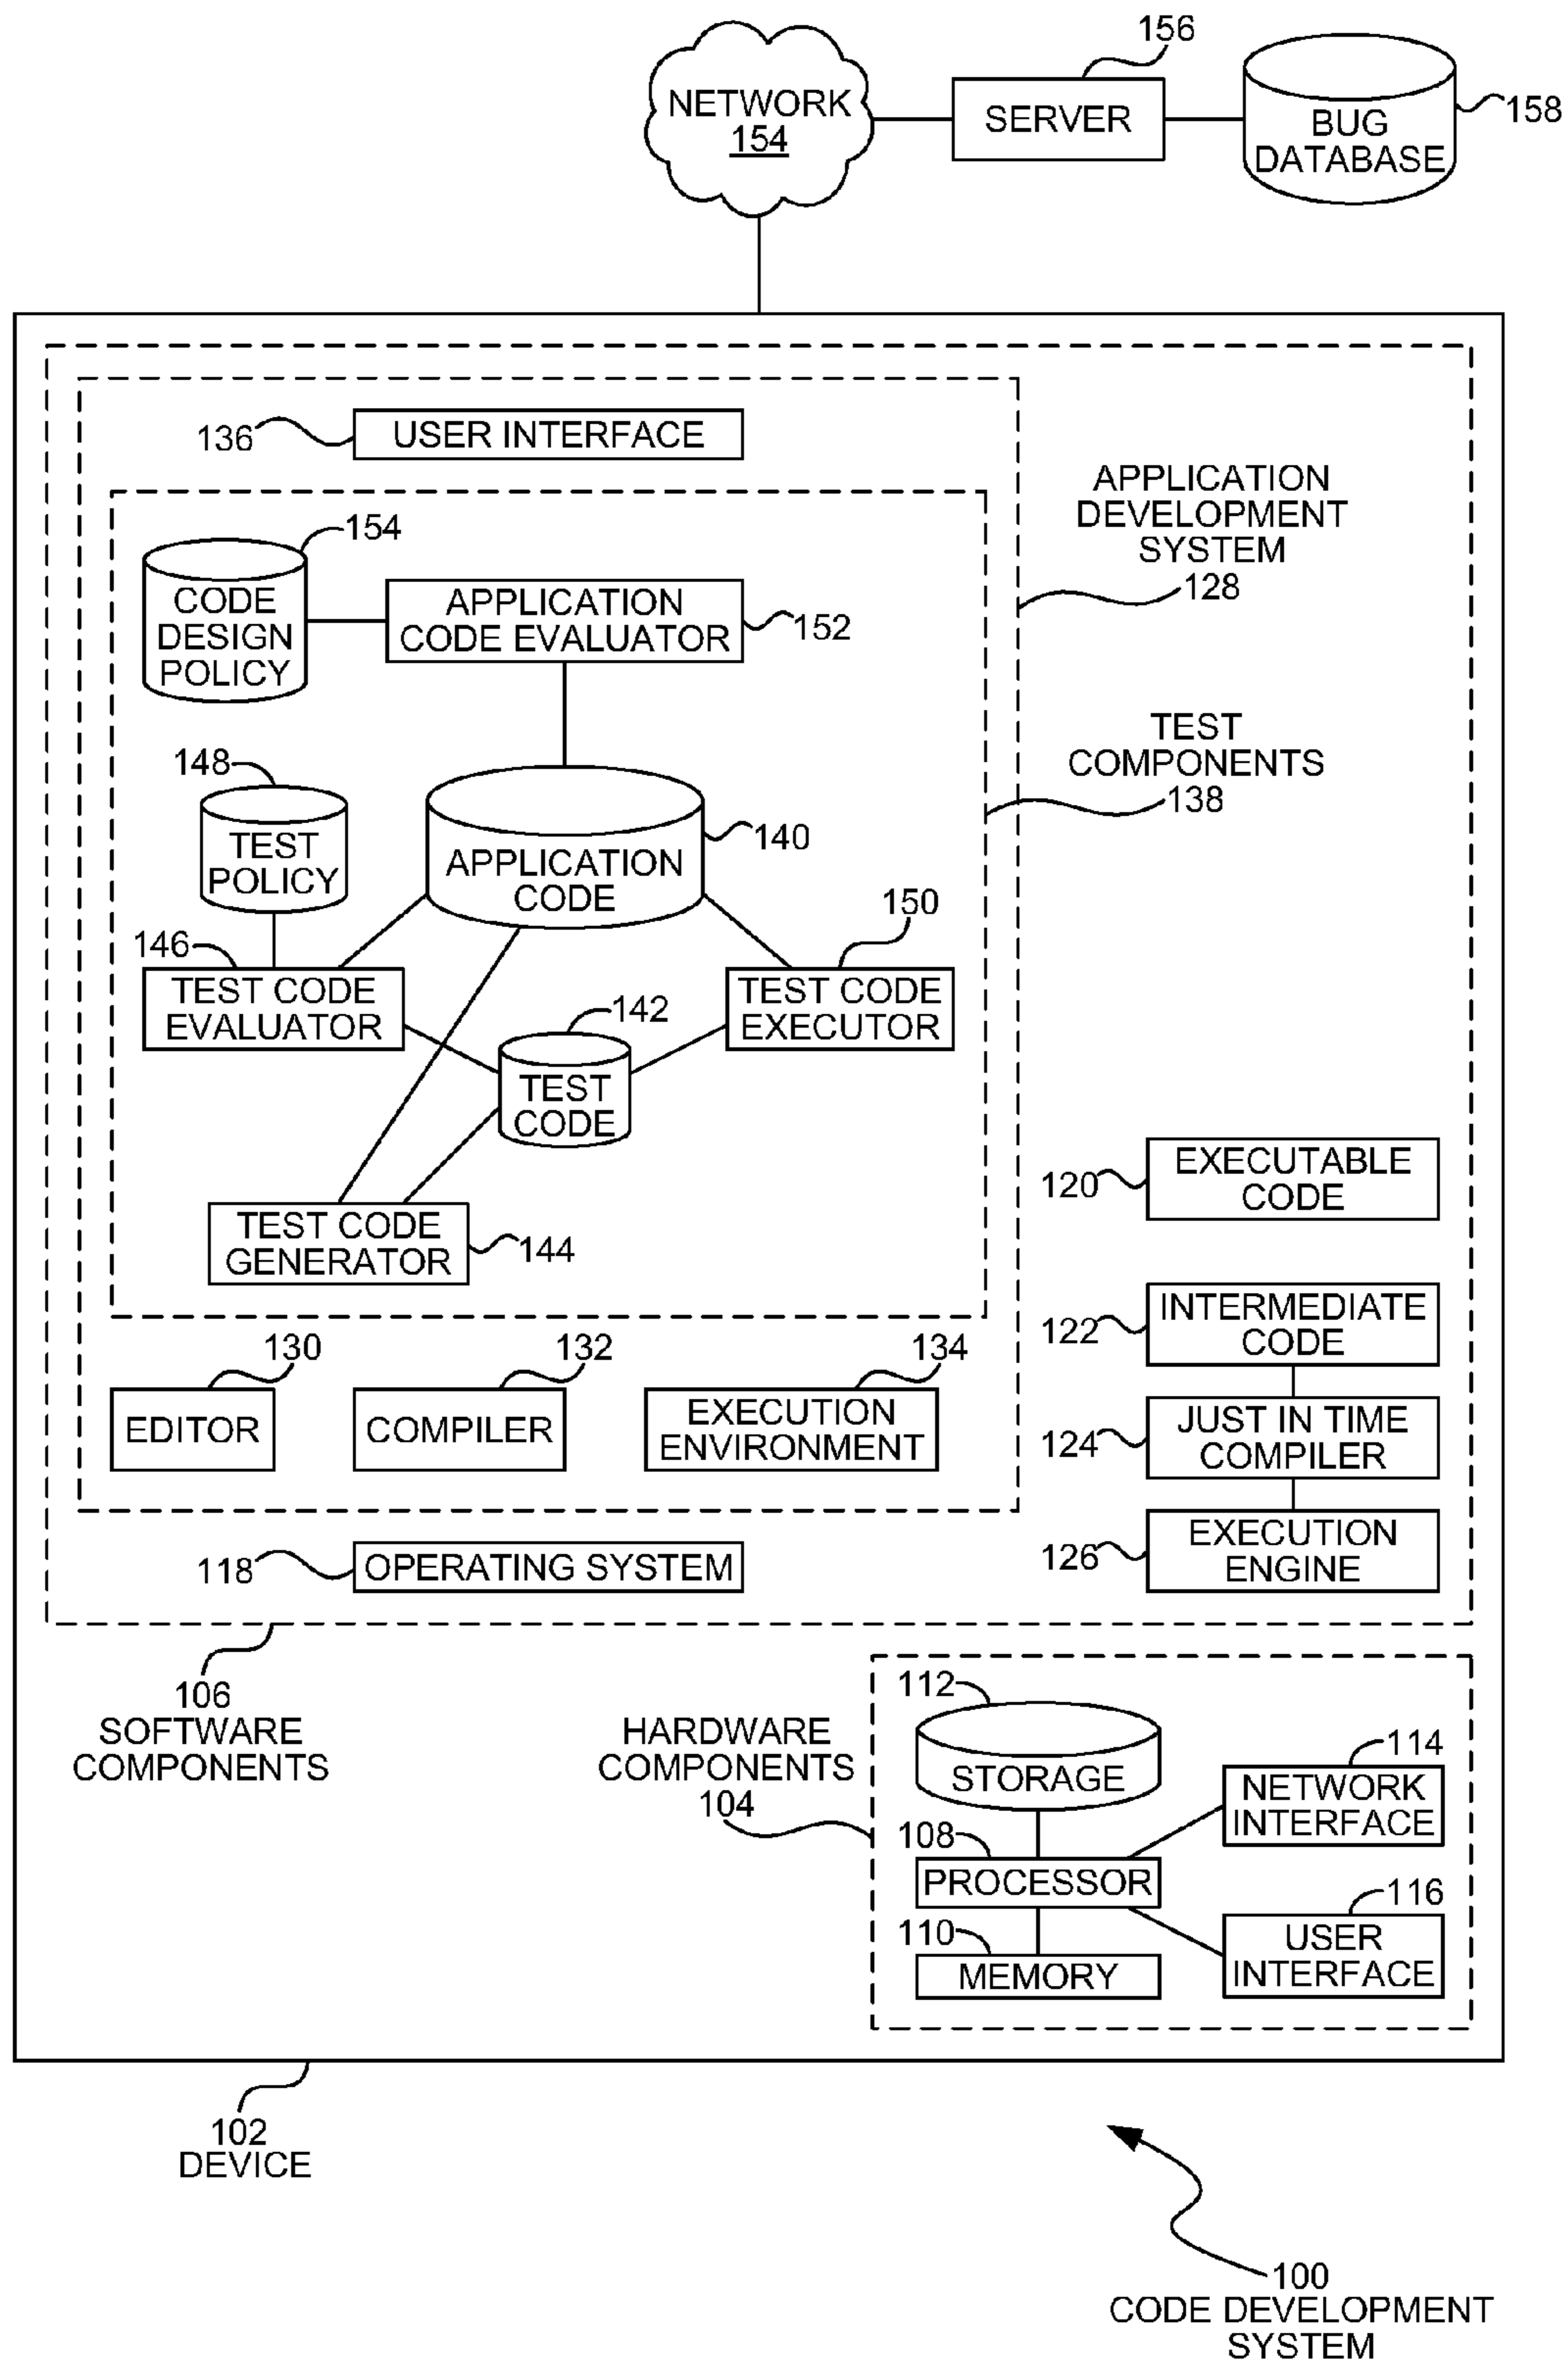 156
NETWORK
154
SERVER
BUG
DATABASE
158
136
USER INTERFACE
APPLICATION
DEVELOPMENT
SYSTEM
128
154
CODE
DESIGN
POLICY
APPLICATION
CODE EVALUATOR
152
TEST
COMPONENTS
138
148
TEST
POLICY
APPLICATION
CODE
140
150
146
TEST CODE
EVALUATOR
TEST CODE
EXECUTOR
142
TEST
CODE
120
EXECUTABLE
CODE
TEST CODE
GENERATOR
144
122
INTERMEDIATE
CODE
130
EDITOR
132
COMPILER
134
EXECUTION
ENVIRONMENT
124
JUST IN TIME
COMPILER
118
OPERATING SYSTEM
126
EXECUTION
ENGINE
106
SOFTWARE
COMPONENTS
HARDWARE
COMPONENTS
104
112
STORAGE
114
NETWORK
INTERFACE
108
PROCESSOR
116
USER
INTERFACE
110
MEMORY
102
DEVICE
100
CODE DEVELOPMENT
SYSTEM